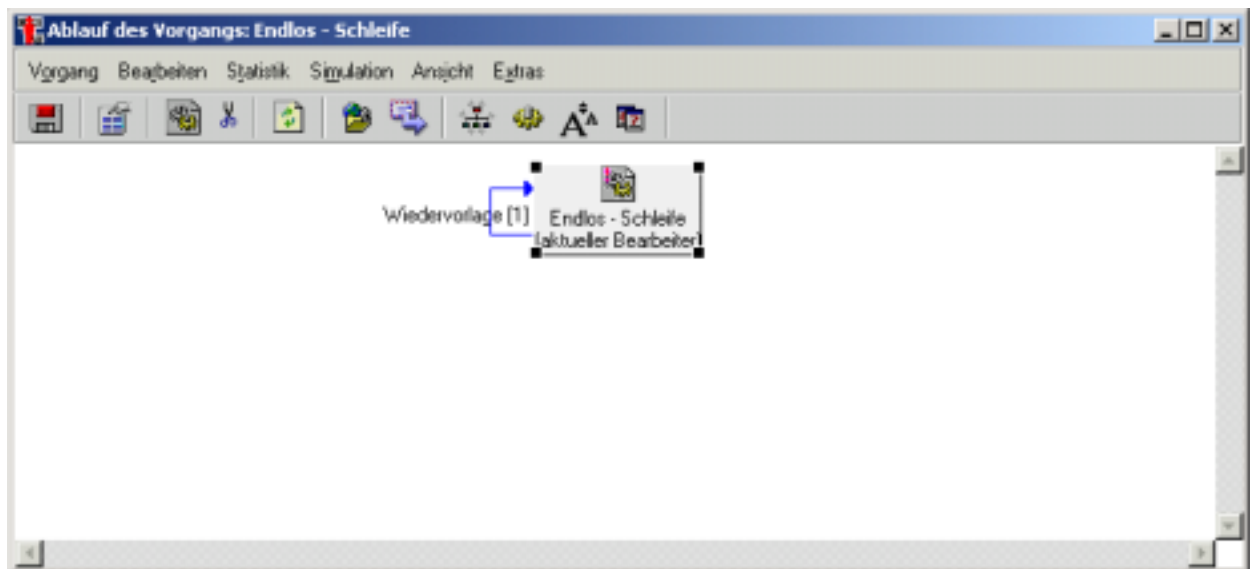 Ablauf des Vorgangs: Endlos - Schleife
Vorgang Bearbeiten Statistik Simulation Ansicht Extras
Wiedervorlage [1]
Endlos - Schleife
(aktueller Bearbeiter)